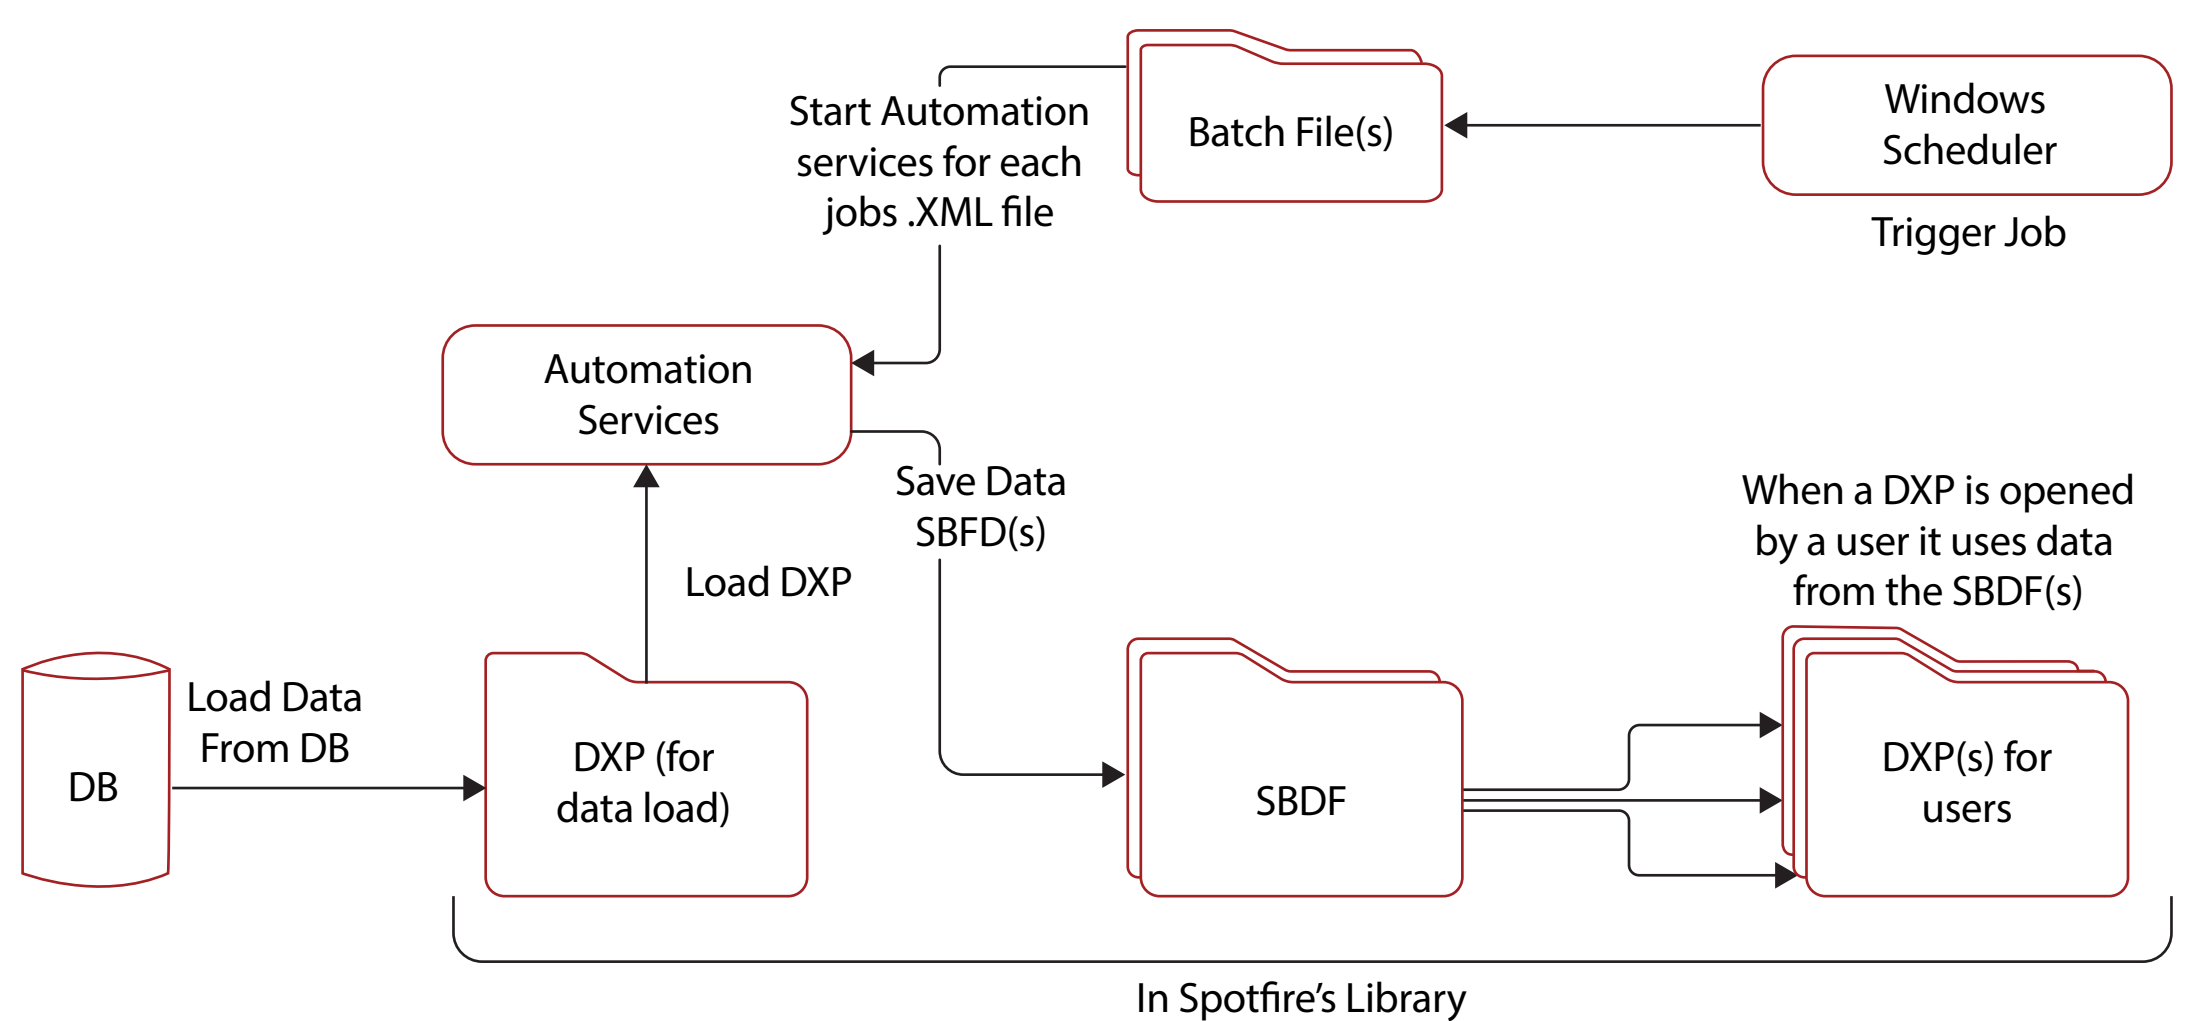 Start Automation
services for each
jobs .XML file
Batch File(s)
Windows
Scheduler
Trigger Job
Automation
Services
Save Data
SBFD(s)
Load DXP
When a DXP is opened
by a user it uses data
from the SBDF(s)
DB
Load Data
From DB
DXP (for
data load)
SBDF
DXP(s) for
users
In Spotfire’s Library